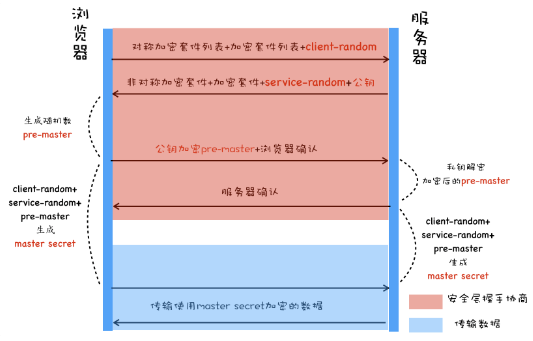 浏览器
服务器
对称加密套件列表+加密套件列表+client-random
非对称加密套件+加密套件+service-random+公钥
生成随机数
pre-master
公钥加密pre-master+浏览器确认
私钥解密
加密后的pre-master
服务器确认
client-random+
service-random+
pre-master
生成
master secret
client-random+
service-random+
pre-master
生成
master secret
传输使用master secret加密的数据
安全层握手协商
传输数据